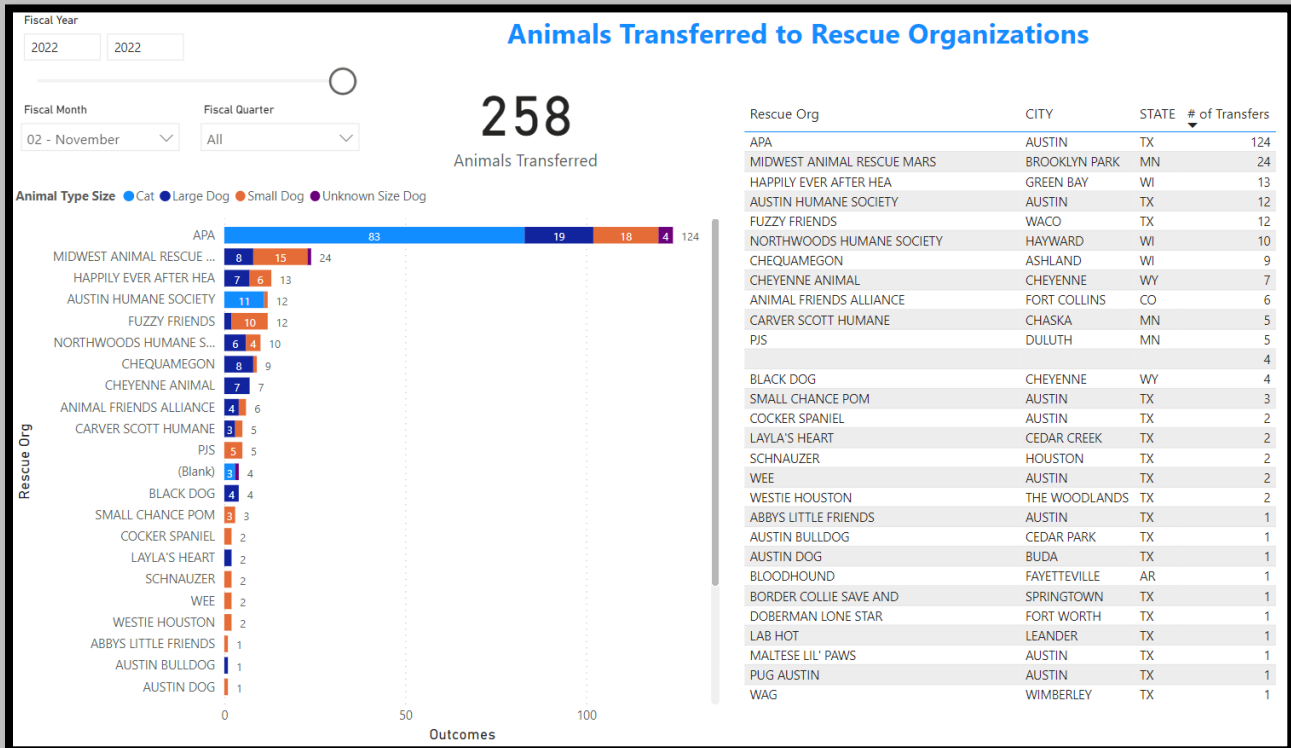 Fiscal Year
2022 2022
Animals Transferred to Rescue Organizations
Fiscal Month Fiscal Quarter
02 - November All
258
Animals Transferred
Animal Type Size Cat Large Dog Small Dog Unknown Size Dog
Rescue Org
APA 83 19 18 4 124
MIDWEST ANIMAL RESCUE ... 8 15 24
HAPPILY EVER AFTER HEA 7 6 13
AUSTIN HUMANE SOCIETY 11 12
FUZZY FRIENDS 10 12
NORTHWOODS HUMANE S... 6 4 10
CHEQUAMEGON 8 9
CHEYENNE ANIMAL 7 7
ANIMAL FRIENDS ALLIANCE 4 6
CARVER SCOTT HUMANE 3 5
PJS 5 5
(Blank) 3 4
BLACK DOG 4 4
SMALL CHANCE POM 3 3
COCKER SPANIEL 2
LAYLA'S HEART 2
SCHNAUZER 2
WEE 2
WESTIE HOUSTON 2
ABBYS LITTLE FRIENDS 1
AUSTIN BULLDOG 1
AUSTIN DOG 1
0 50 100
Outcomes
Rescue Org CITY STATE # of Transfers
APA AUSTIN TX 124
MIDWEST ANIMAL RESCUE MARS BROOKLYN PARK MN 24
HAPPILY EVER AFTER HEA GREEN BAY WI 13
AUSTIN HUMANE SOCIETY AUSTIN TX 12
FUZZY FRIENDS WACO TX 12
NORTHWOODS HUMANE SOCIETY HAYWARD WI 10
CHEQUAMEGON ASHLAND WI 9
CHEYENNE ANIMAL CHEYENNE WY 7
ANIMAL FRIENDS ALLIANCE FORT COLLINS CO 6
CARVER SCOTT HUMANE CHASKA MN 5
PJS DULUTH MN 5
4
BLACK DOG CHEYENNE WY 4
SMALL CHANCE POM AUSTIN TX 3
COCKER SPANIEL AUSTIN TX 2
LAYLA'S HEART CEDAR CREEK TX 2
SCHNAUZER HOUSTON TX 2
WEE AUSTIN TX 2
WESTIE HOUSTON THE WOODLANDS TX 2
ABBYS LITTLE FRIENDS AUSTIN TX 1
AUSTIN BULLDOG CEDAR PARK TX 1
AUSTIN DOG BUDA TX 1
BLOODHOUND FAYETTEVILLE AR 1
BORDER COLLIE SAVE AND SPRINGTOWN TX 1
DOBERMAN LONE STAR FORT WORTH TX 1
LAB HOT LEANDER TX 1
MALTESE LIL' PAWS AUSTIN TX 1
PUG AUSTIN AUSTIN TX 1
WAG WIMBERLEY TX 1